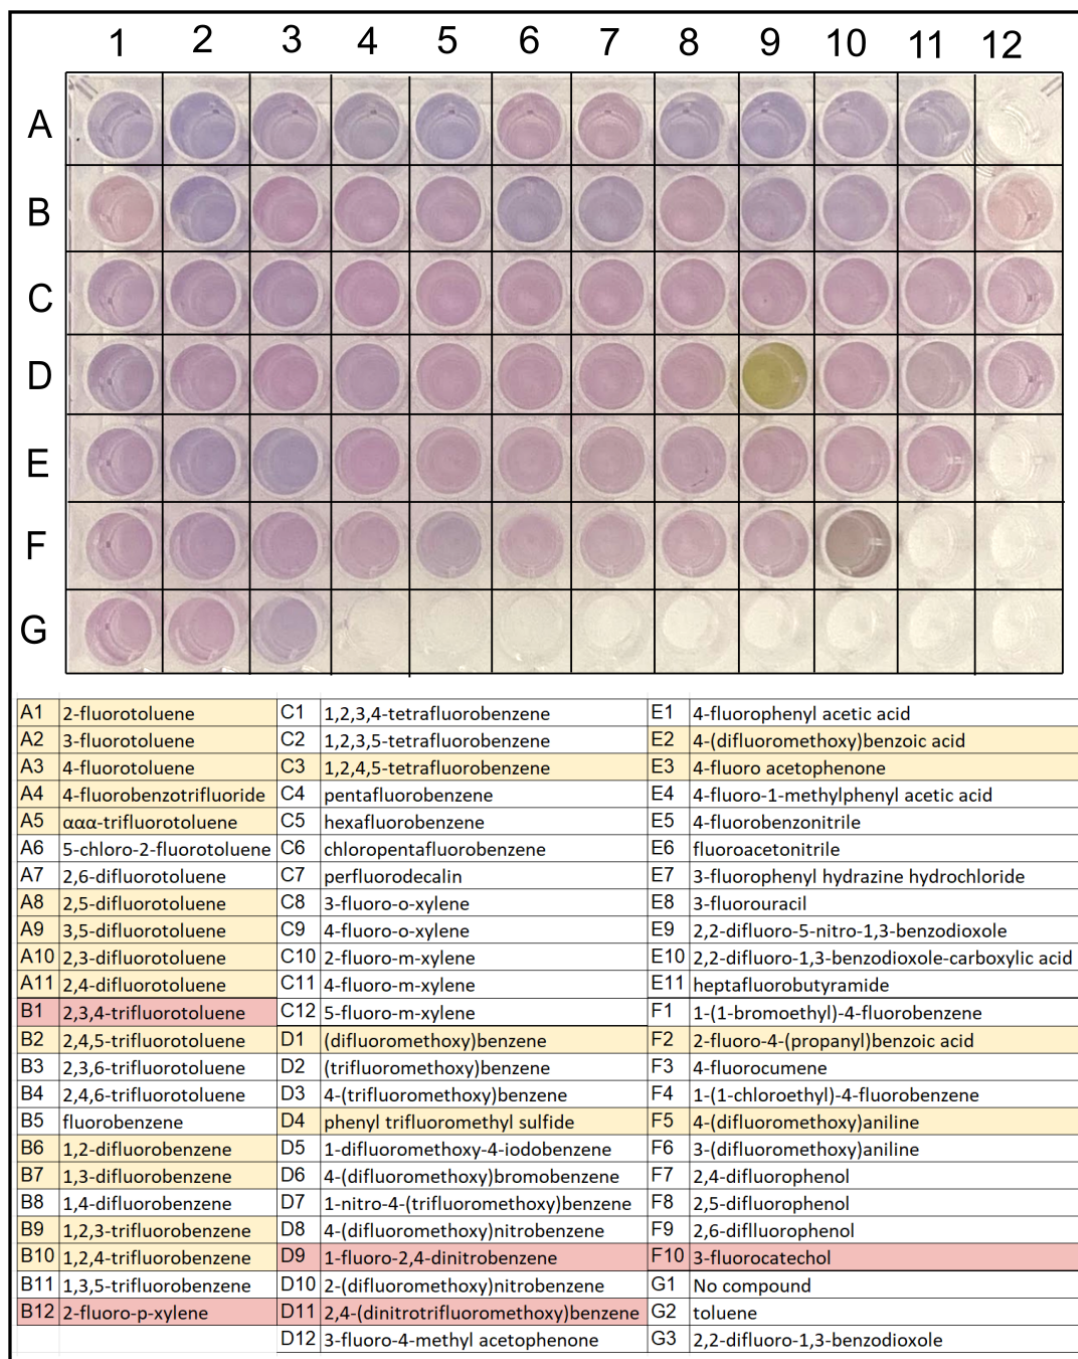 1 2 3 4 5 6 7 8 9 10 11 12
A
B
C
D
E
F
G
A1 2-fluorotoluene C1 1,2,3,4-tetrafluorobenzene E1 4-fluorophenyl acetic acid
A2 3-fluorotoluene C2 1,2,3,5-tetrafluorobenzene E2 4-(difluoromethoxy)benzoic acid
A3 4-fluorotoluene C3 1,2,4,5-tetrafluorobenzene E3 4-fluoro acetophenone
A4 4-fluorobenzotrifluoride C4 pentafluorobenzene E4 4-fluoro-1-methylphenyl acetic acid
A5 ααα-trifluorotoluene C5 hexafluorobenzene E5 4-fluorobenzonitrile
A6 5-chloro-2-fluorotoluene C6 chloropentafluorobenzene E6 fluoroacetonitrile
A7 2,6-difluorotoluene C7 perfluorodecalin E7 3-fluorophenyl hydrazine hydrochloride
A8 2,5-difluorotoluene C8 3-fluoro-o-xylene E8 3-fluorouracil
A9 3,5-difluorotoluene C9 4-fluoro-o-xylene E9 2,2-difluoro-5-nitro-1,3-benzodioxole
A10 2,3-difluorotoluene C10 2-fluoro-m-xylene E10 2,2-difluoro-1,3-benzodioxole-carboxylic acid
A11 2,4-difluorotoluene C11 4-fluoro-m-xylene E11 heptafluorobutyramide
B1 2,3,4-trifluorotoluene C12 5-fluoro-m-xylene F1 1-(1-bromoethyl)-4-fluorobenzene
B2 2,4,5-trifluorotoluene D1 (difluoromethoxy)benzene F2 2-fluoro-4-(propanyl)benzoic acid
B3 2,3,6-trifluorotoluene D2 (trifluoromethoxy)benzene F3 4-fluorocumene
B4 2,4,6-trifluorotoluene D3 4-(trifluoromethoxy)benzene F4 1-(1-chloroethyl)-4-fluorobenzene
B5 fluorobenzene D4 phenyl trifluoromethyl sulfide F5 4-(difluoromethoxy)aniline
B6 1,2-difluorobenzene D5 1-difluoromethoxy-4-iodobenzene F6 3-(difluoromethoxy)aniline
B7 1,3-difluorobenzene D6 4-(difluoromethoxy)bromobenzene F7 2,4-difluorophenol
B8 1,4-difluorobenzene D7 1-nitro-4-(trifluoromethoxy)benzene F8 2,5-difluorophenol
B9 1,2,3-trifluorobenzene D8 4-(difluoromethoxy)nitrobenzene F9 2,6-diflluorophenol
B10 1,2,4-trifluorobenzene D9 1-fluoro-2,4-dinitrobenzene F10 3-fluorocatechol
B11 1,3,5-trifluorobenzene D10 2-(difluoromethoxy)nitrobenzene G1 No compound
B12 2-fluoro-p-xylene D11 2,4-(dinitrotrifluoromethoxy)benzene G2 toluene
D12 3-fluoro-4-methyl acetophenone G3 2,2-difluoro-1,3-benzodioxole